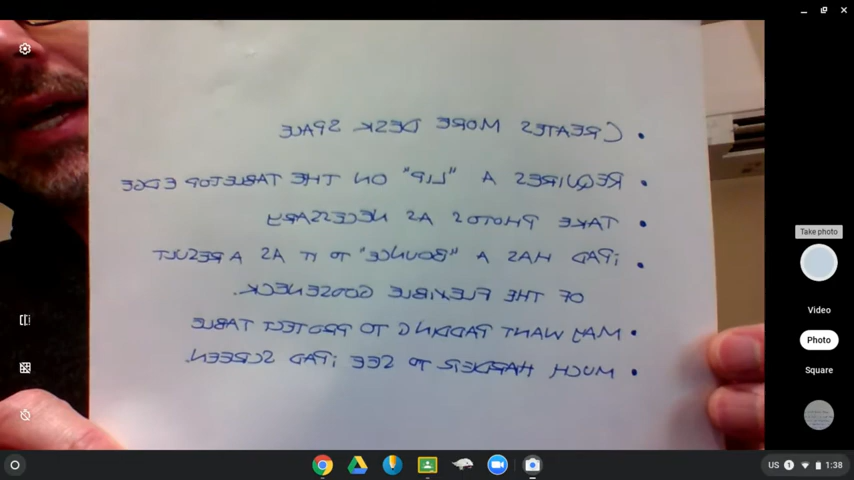 • CREATES MORE DESK SPACE
• REQUIRES A "LIP" ON THE TABLETOP EDGE
• TAKE PHOTOS AS NECESSARY
• iPAD HAS A "BOUNCE" TO IT AS A RESULT
OF THE FLEXIBLE GOOSENECK.
• MAY WANT PADDING TO PROTECT TABLE
• MUCH HARDER TO SEE iPAD SCREEN.
Take photo
Video
Photo
Square
US 1 1:38